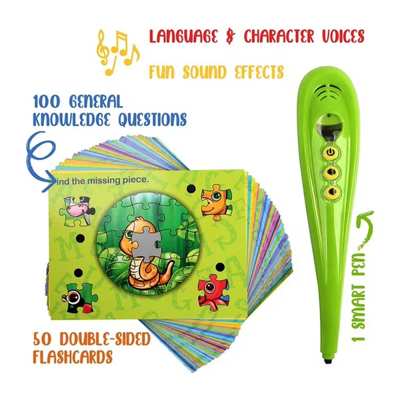 LANGUAGE & CHARACTER VOICES
FUN SOUND EFFECTS
100 GENERAL
KNOWLEDGE QUESTIONS
ind the missing piece.
1 SMART PEN
50 DOUBLE-SIDED
FLASHCARDS